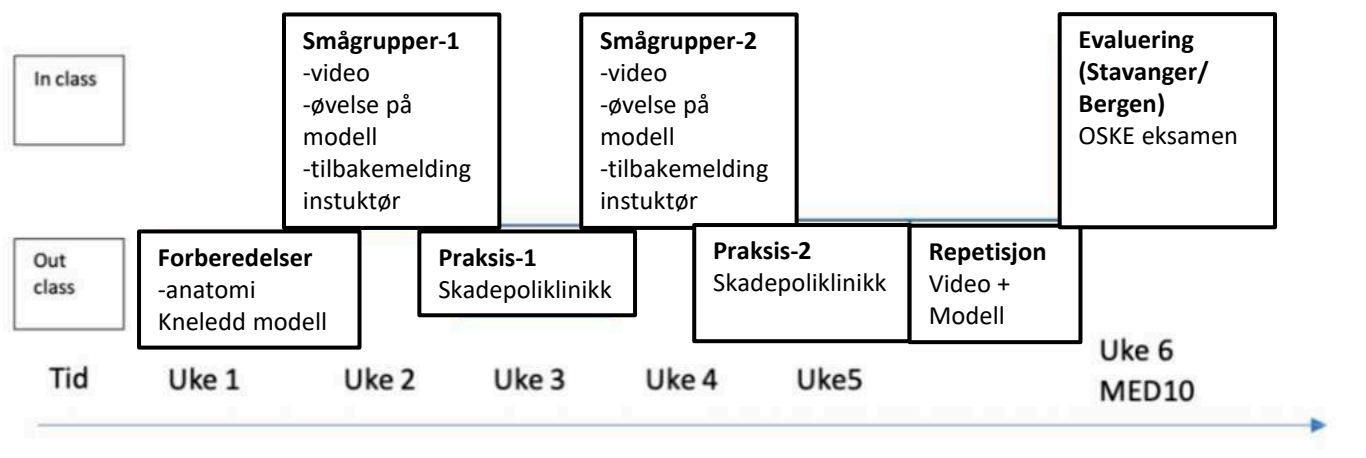 In class
Smågrupper-1
-video
-øvelse på
modell
-tilbakemelding
instuktør
Smågrupper-2
-video
-øvelse på
modell
-tilbakemelding
instuktør
Evaluering
(Stavanger/
Bergen)
OSKE eksamen
Out
class
Forberedelser
-anatomi
Kneledd modell
Praksis-1
Skadepoliklinikk
Praksis-2
Skadepoliklinikk
Repetisjon
Video +
Modell
Tid
Uke 1
Uke 2
Uke 3
Uke 4
Uke5
Uke 6
MED10